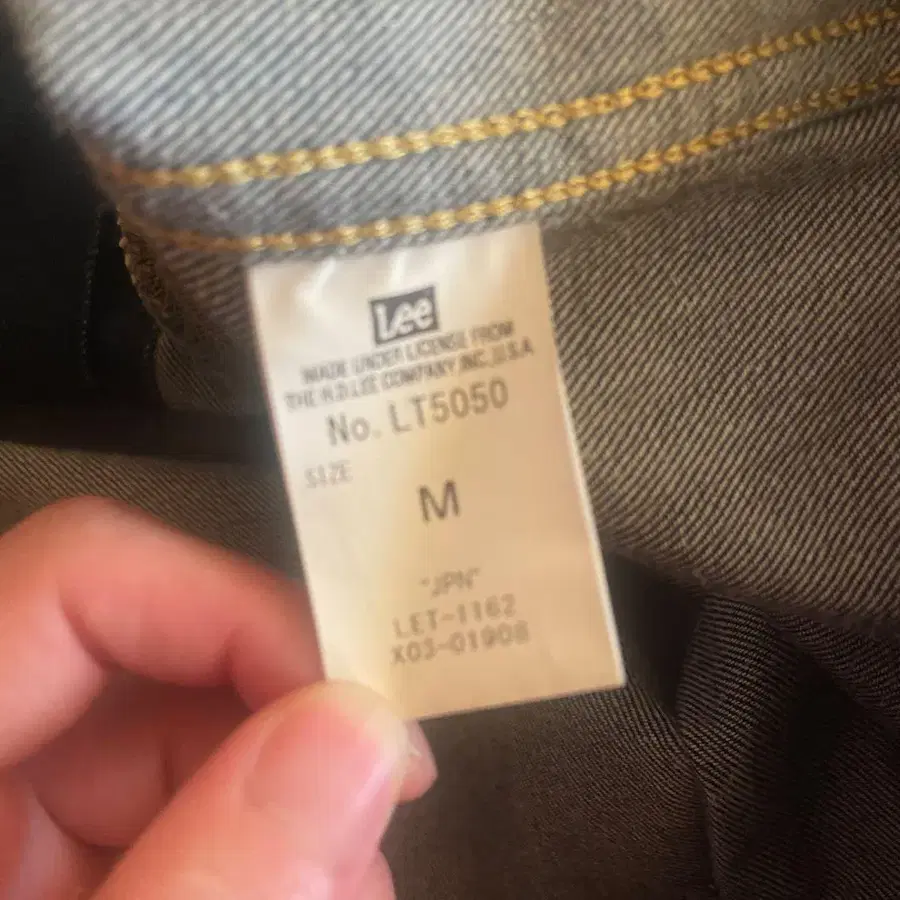 Lee
MADE UNDER LICENSE FROM
THE H.D.LEE COMPANY,INC.,U.S.A
No. LT5050
SIZE
M
"JPN"
LET-1162
X03-01908